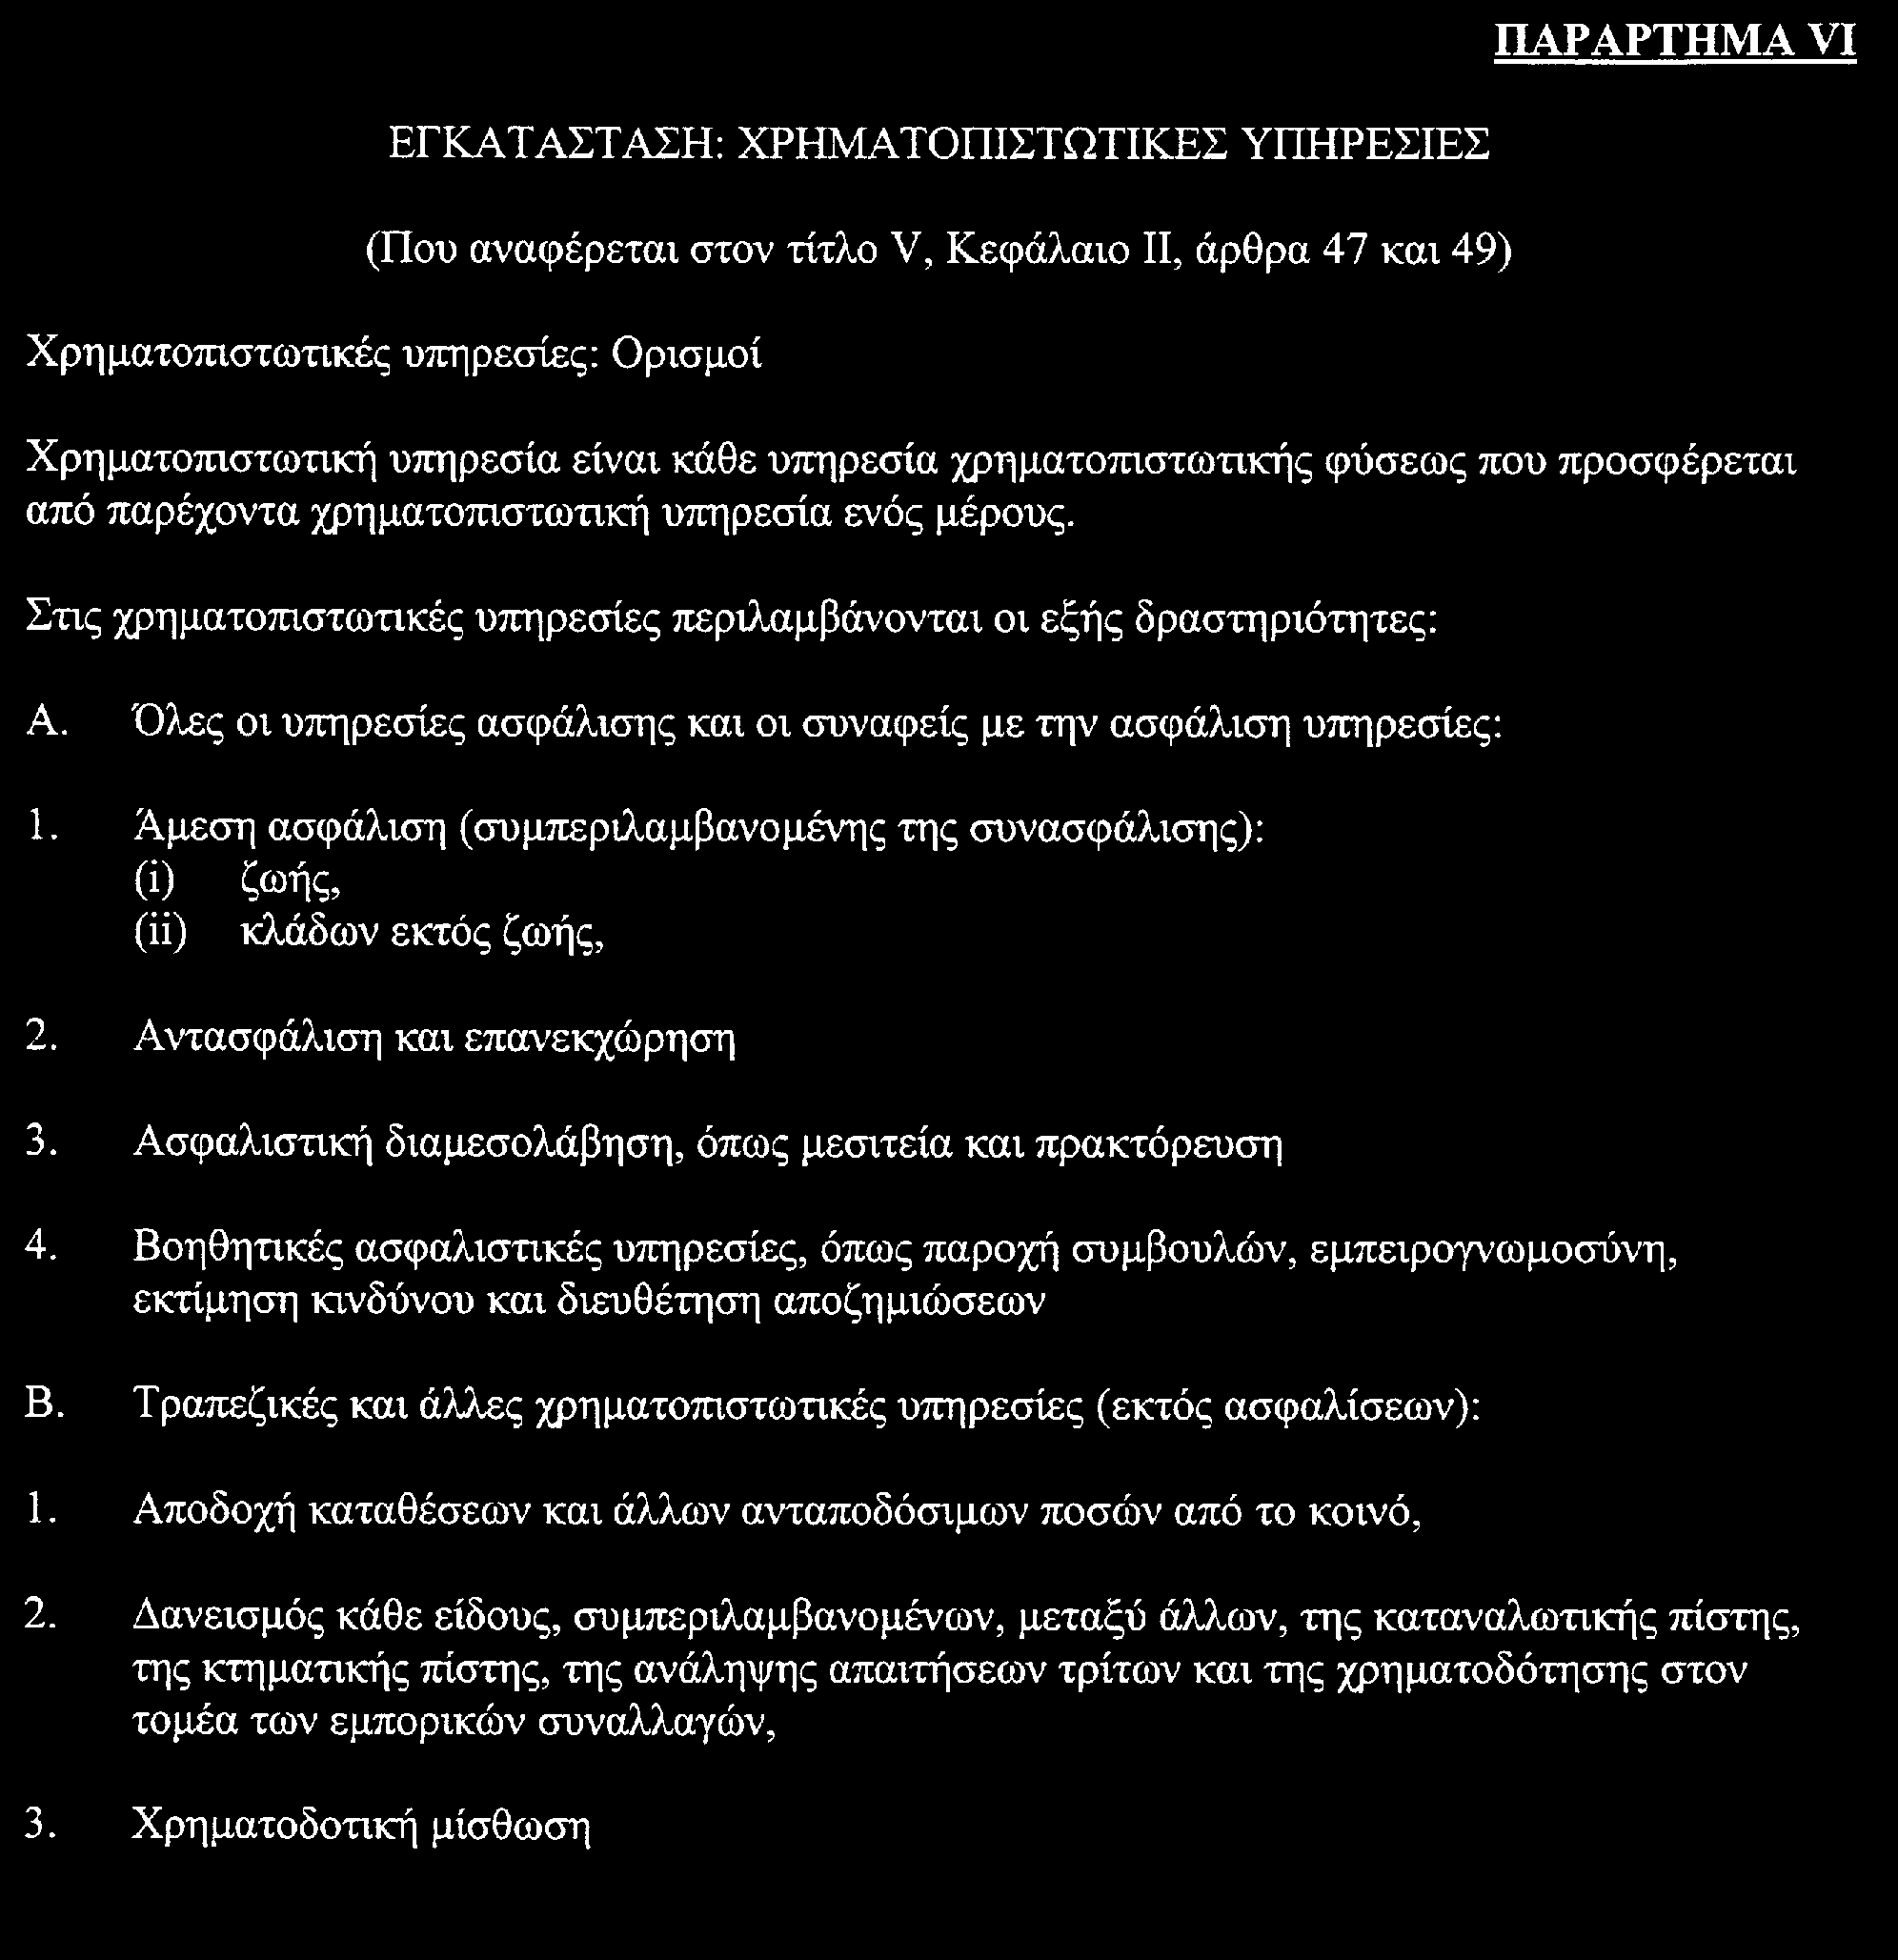 ΠΑΡΑΡΤΗΜΑ VI
ΕΓΚΑΤΑΣΤΑΣΗ: ΧΡΗΜΑΤΟΠΙΣΤΩΤΙΚΕΣ ΥΠΗΡΕΣΙΕΣ
(Που αναφέρεται στον τίτλο V, Κεφάλαιο II, άρθρα 47 και 49)
Χρηματοπιστωτικές υπηρεσίες: Ορισμοί
Χρηματοπιστωτική υπηρεσία είναι κάθε υπηρεσία χρηματοπιστωτικής φύσεως που προσφέρεται
από παρέχοντα χρηματοπιστωτική υπηρεσία ενός μέρους.
Στις χρηματοπιστωτικές υπηρεσίες περιλαμβάνονται οι εξής δραστηριότητες:
Α. Όλες οι υπηρεσίες ασφάλισης και οι συναφείς με την ασφάλιση υπηρεσίες:
1. Άμεση ασφάλιση (συμπεριλαμβανομένης της συνασφάλισης):
(i) ζωής,
(ii) κλάδων εκτός ζωής,
2. Αντασφάλιση και επανεκχώρηση
3. Ασφαλιστική διαμεσολάβηση, όπως μεσιτεία και πρακτόρευση
4. Βοηθητικές ασφαλιστικές υπηρεσίες, όπως παροχή συμβουλών, εμπειρογνωμοσύνη,
εκτίμηση κινδύνου και διευθέτηση αποζημιώσεων
Β. Τραπεζικές και άλλες χρηματοπιστωτικές υπηρεσίες (εκτός ασφαλίσεων):
1. Αποδοχή καταθέσεων και άλλων ανταποδόσιμων ποσών από το κοινό,
2. Δανεισμός κάθε είδους, συμπεριλαμβανομένων, μεταξύ άλλων, της καταναλωτικής πίστης,
της κτηματικής πίστης, της ανάληψης απαιτήσεων τρίτων και της χρηματοδότησης στον
τομέα των εμπορικών συναλλαγών,
3. Χρηματοδοτική μίσθωση